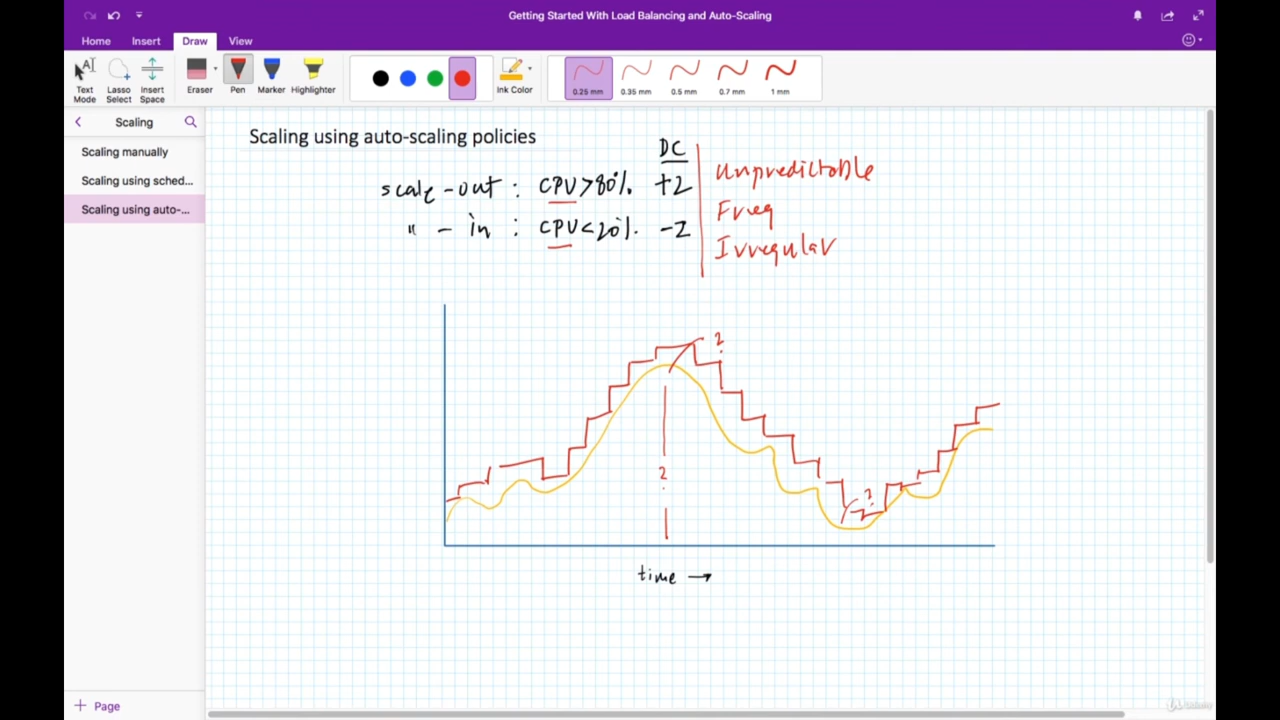 Getting Started With Load Balancing and Auto-Scaling
Home Insert Draw View
Text Mode
Lasso Select
Insert Space
Eraser
Pen
Marker
Highlighter
Ink Color
0.25 mm
0.35 mm
0.5 mm
0.7 mm
1 mm
Scaling
Scaling manually
Scaling using sched...
Scaling using auto-...
Scaling using auto-scaling policies
DC
scale-out : CPU>80%. +2
" - in : CPU<20%. -2
Unpredictable
Freq
Irregular
?
?
?
time →
+ Page
Udemy